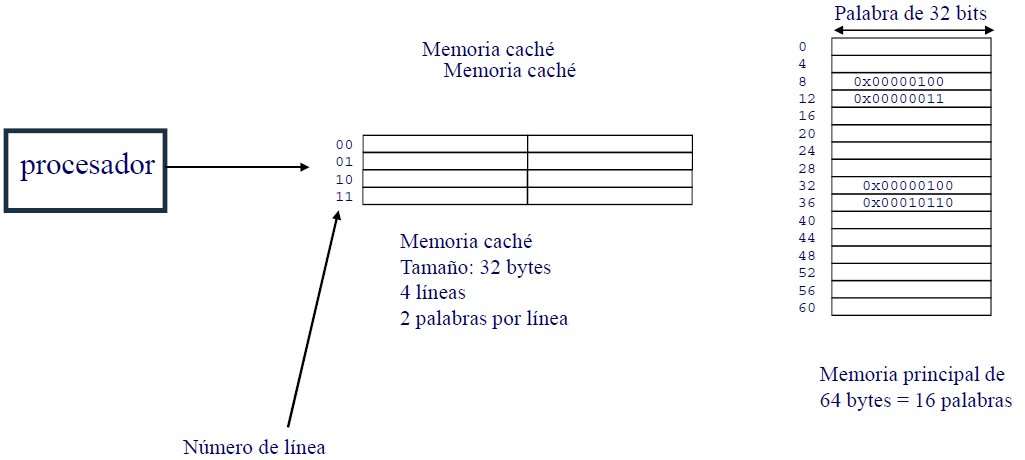 Palabra de 32 bits
Memoria caché
Memoria caché
procesador
00
01
10
11
Memoria caché
Tamaño: 32 bytes
4 líneas
2 palabras por línea
Número de línea
0
4
8 0x00000100
12 0x00000011
16
20
24
28
32 0x00000100
36 0x00010110
40
44
48
52
56
60
Memoria principal de
64 bytes = 16 palabras